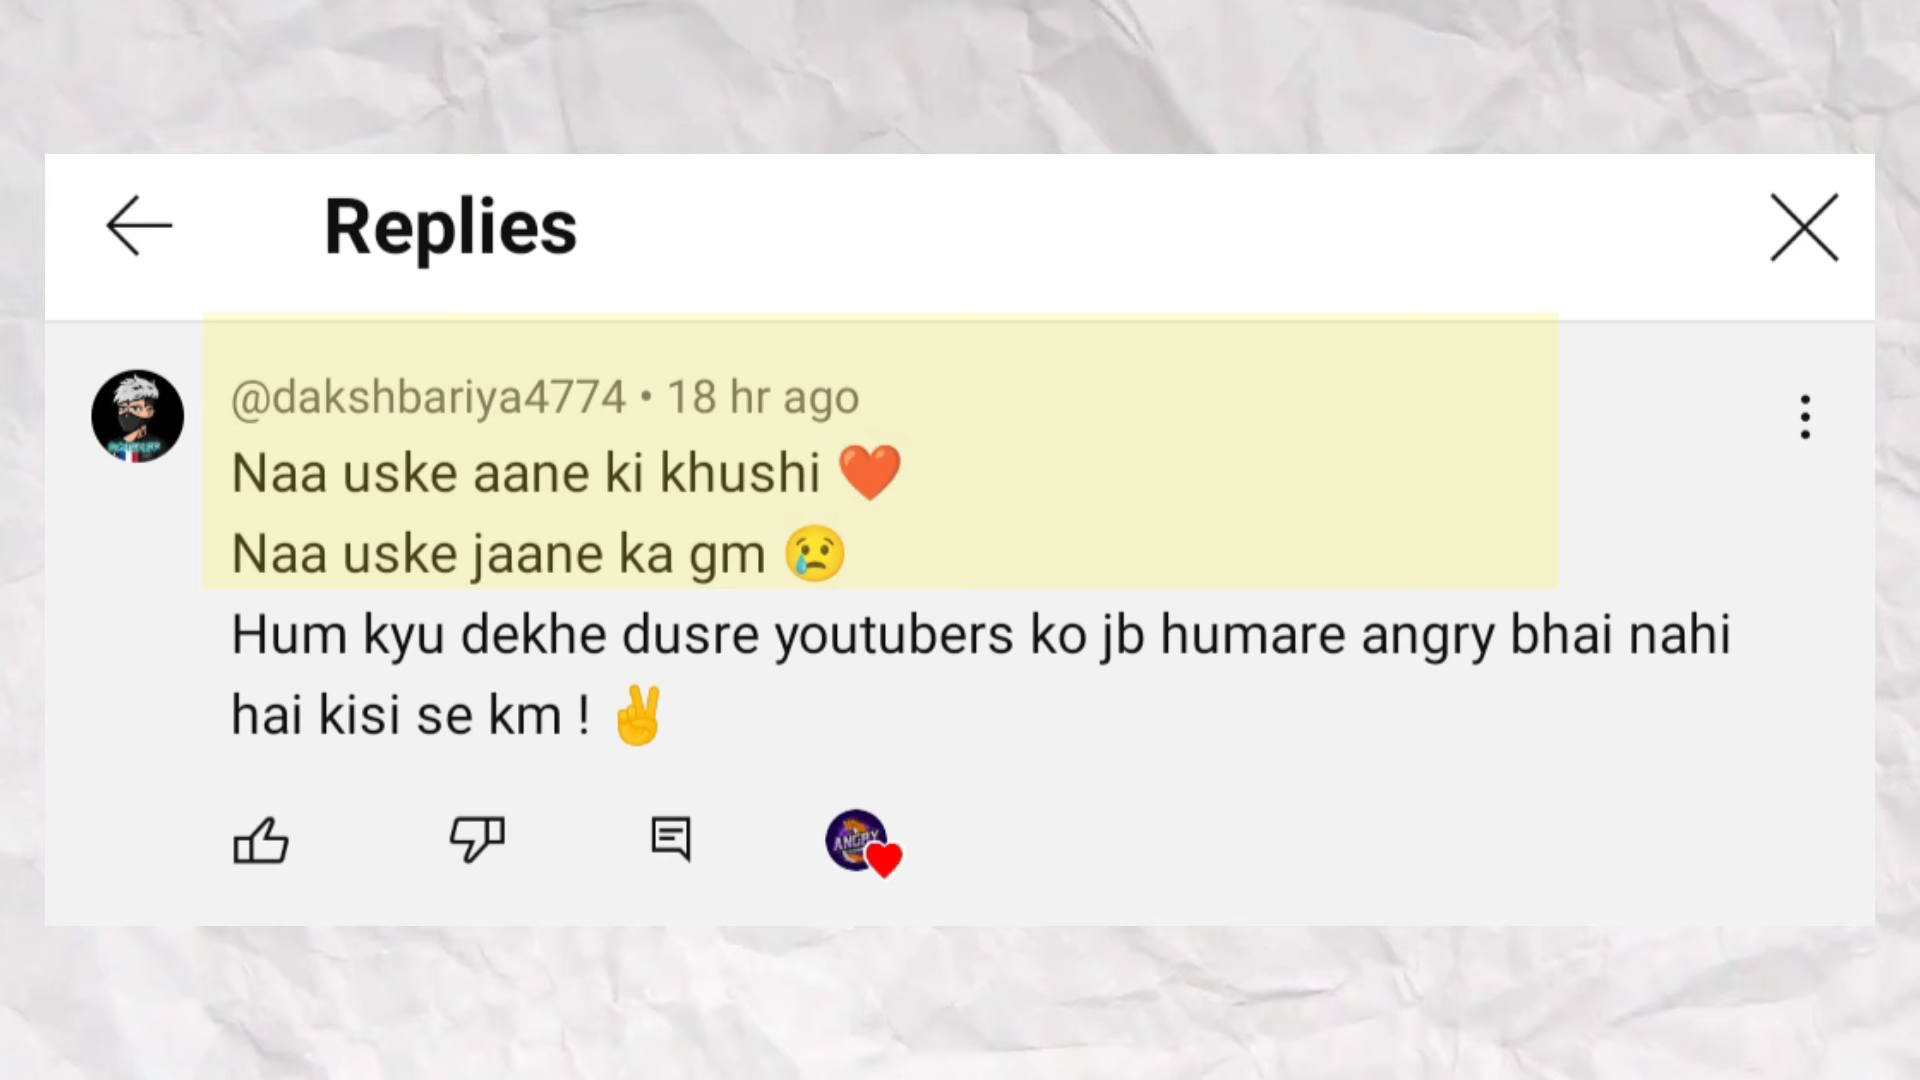 Replies
@dakshbariya4774 • 18 hr ago
Naa uske aane ki khushi ❤️
Naa uske jaane ka gm 😢
Hum kyu dekhe dusre youtubers ko jb humare angry bhai nahi
hai kisi se km ! ✌️
ANGRY